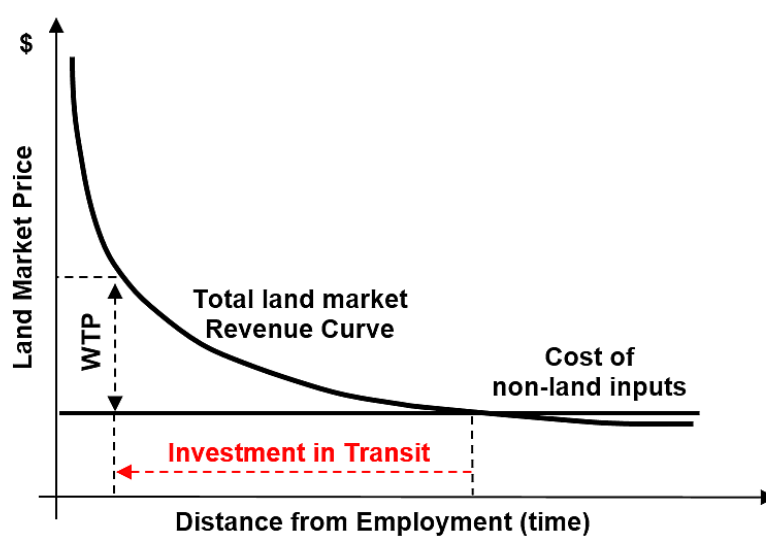 $
Land Market Price
WTP
Total land market
Revenue Curve
Cost of
non-land inputs
Investment in Transit
Distance from Employment (time)